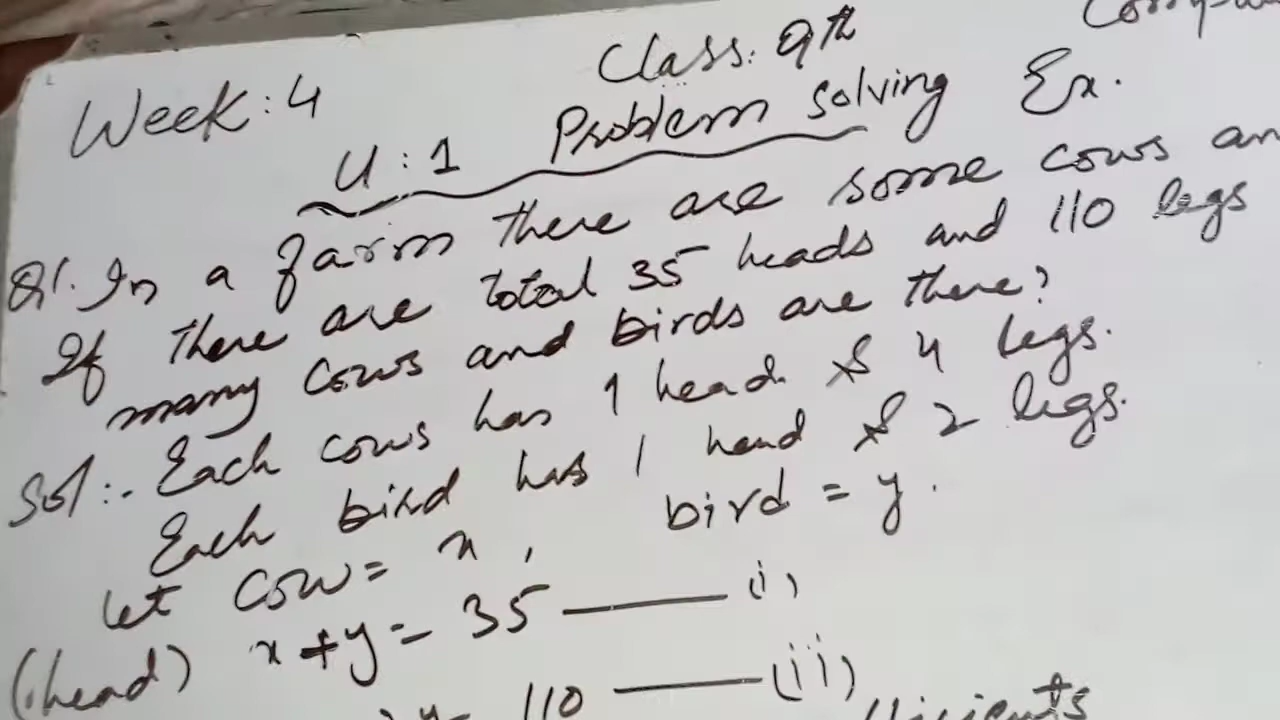 Week: 4
Class: 9th
U: 1 Problem solving Ex.
Q1. In a farm there are some cows
If there are total 35 heads and 110 legs
many cows and birds are there?
Sol:- Each cows has 1 head & 4 legs.
Each bird has 1 head & 2 legs.
let cow = x, bird = y.
(head) x + y = 35 ——— (i)
110 ——— (ii)